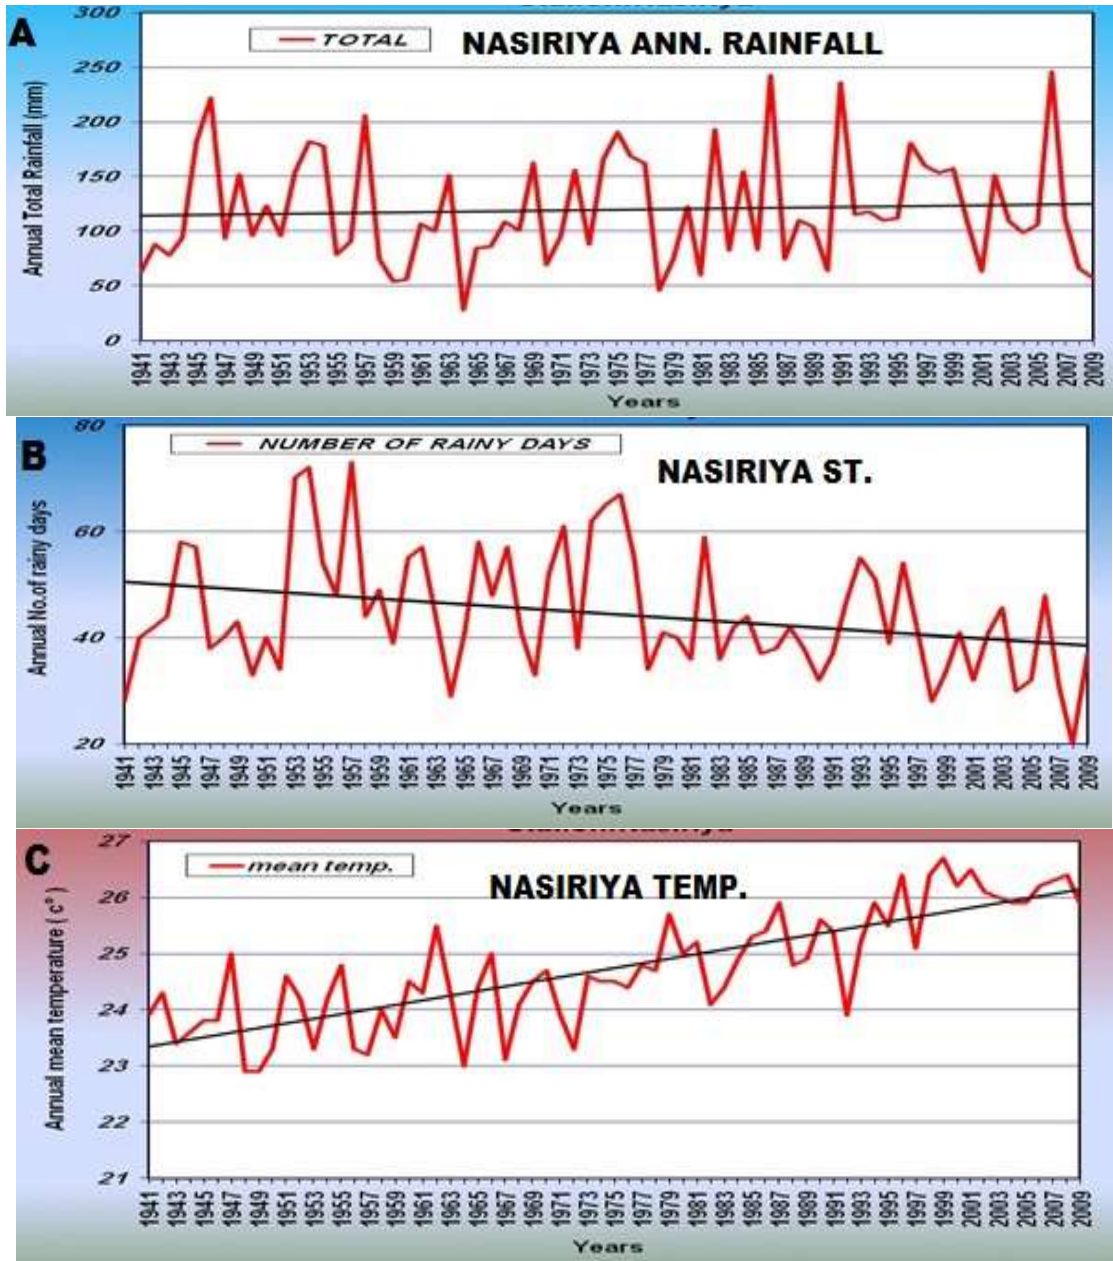 A
TOTAL
NASIRIYA ANN. RAINFALL
Annual Total Rainfall (mm)
300
250
200
150
100
50
0
1941 1943 1945 1947 1949 1951 1953 1955 1957 1959 1961 1963 1965 1967 1969 1971 1973 1975 1977 1979 1981 1983 1985 1987 1989 1991 1993 1995 1997 1999 2001 2003 2005 2007 2009
Years
B
NUMBER OF RAINY DAYS
NASIRIYA ST.
Annual No.of rainy days
80
60
40
20
1941 1943 1945 1947 1949 1951 1953 1955 1957 1959 1961 1963 1965 1967 1969 1971 1973 1975 1977 1979 1981 1983 1985 1987 1989 1991 1993 1995 1997 1999 2001 2003 2005 2007 2009
Years
C
mean temp.
NASIRIYA TEMP.
Annual mean temperature ( c°)
27
26
25
24
23
22
21
1941 1943 1945 1947 1949 1951 1953 1955 1957 1959 1961 1963 1965 1967 1969 1971 1973 1975 1977 1979 1981 1983 1985 1987 1989 1991 1993 1995 1997 1999 2001 2003 2005 2007 2009
Years